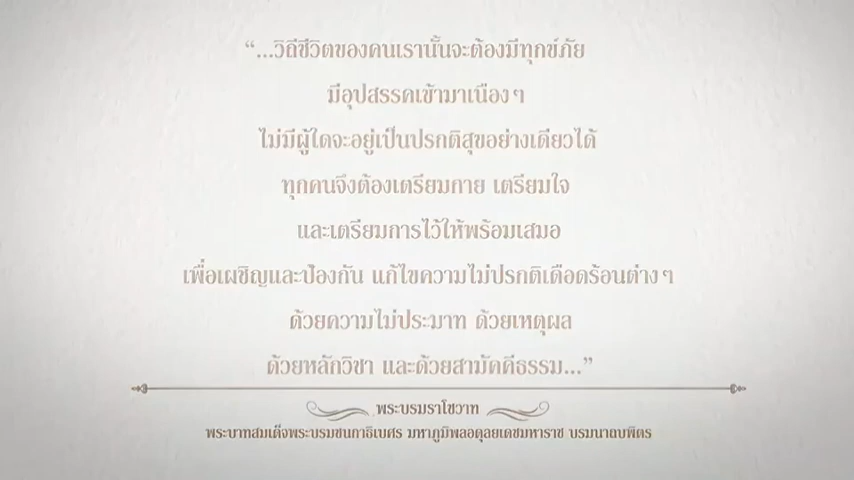 “...วิถีชีวิตของคนเรานั้นจะต้องมีทุกข์ภัย
มีอุปสรรคเข้ามาเนืองๆ
ไม่มีผู้ใดจะอยู่เป็นปรกติสุขอย่างเดียวได้
ทุกคนจึงต้องเตรียมกาย เตรียมใจ
และเตรียมการไว้ให้พร้อมเสมอ
เพื่อเผชิญและป้องกัน แก้ไขความไม่ปรกติเดือดร้อนต่างๆ
ด้วยความไม่ประมาท ด้วยเหตุผล
ด้วยหลักวิชา และด้วยสามัคคีธรรม...”
พระบรมราโชวาท
พระบาทสมเด็จพระบรมชนกาธิเบศร มหาภูมิพลอดุลยเดชมหาราช บรมนาถบพิตร